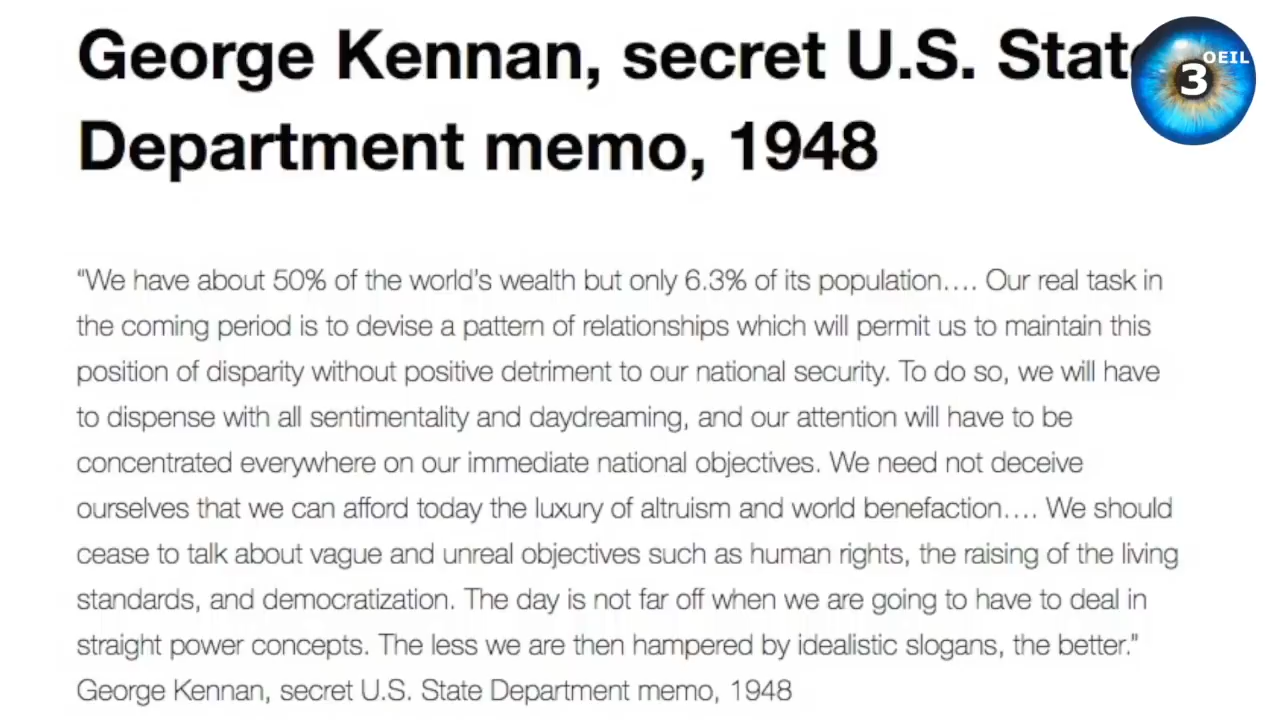 George Kennan, secret U.S. State
Department memo, 1948
3
OEIL
“We have about 50% of the world’s wealth but only 6.3% of its population.… Our real task in
the coming period is to devise a pattern of relationships which will permit us to maintain this
position of disparity without positive detriment to our national security. To do so, we will have
to dispense with all sentimentality and daydreaming, and our attention will have to be
concentrated everywhere on our immediate national objectives. We need not deceive
ourselves that we can afford today the luxury of altruism and world benefaction.… We should
cease to talk about vague and unreal objectives such as human rights, the raising of the living
standards, and democratization. The day is not far off when we are going to have to deal in
straight power concepts. The less we are then hampered by idealistic slogans, the better.”
George Kennan, secret U.S. State Department memo, 1948